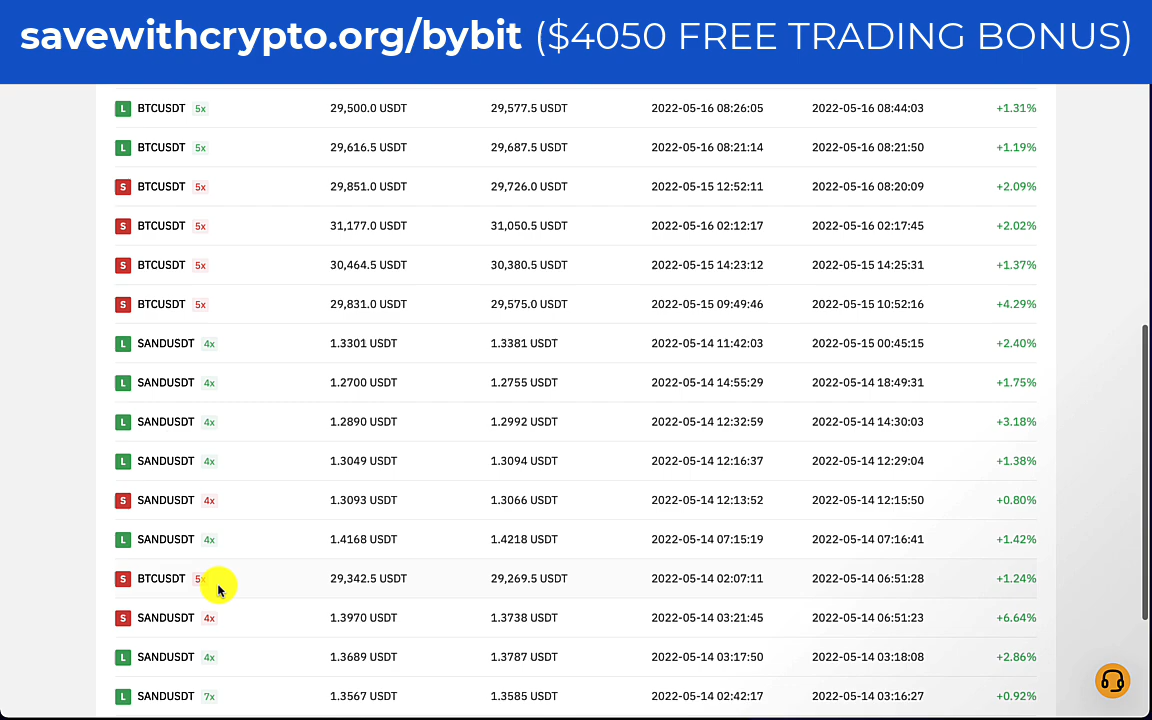 savewithcrypto.org/bybit ($4050 FREE TRADING BONUS)
L BTCUSDT 5x 29,500.0 USDT 29,577.5 USDT 2022-05-16 08:26:05 2022-05-16 08:44:03 +1.31%
L BTCUSDT 5x 29,616.5 USDT 29,687.5 USDT 2022-05-16 08:21:14 2022-05-16 08:21:50 +1.19%
S BTCUSDT 5x 29,851.0 USDT 29,726.0 USDT 2022-05-15 12:52:11 2022-05-16 08:20:09 +2.09%
S BTCUSDT 5x 31,177.0 USDT 31,050.5 USDT 2022-05-16 02:12:17 2022-05-16 02:17:45 +2.02%
S BTCUSDT 5x 30,464.5 USDT 30,380.5 USDT 2022-05-15 14:23:12 2022-05-15 14:25:31 +1.37%
S BTCUSDT 5x 29,831.0 USDT 29,575.0 USDT 2022-05-15 09:49:46 2022-05-15 10:52:16 +4.29%
L SANDUSDT 4x 1.3301 USDT 1.3381 USDT 2022-05-14 11:42:03 2022-05-15 00:45:15 +2.40%
L SANDUSDT 4x 1.2700 USDT 1.2755 USDT 2022-05-14 14:55:29 2022-05-14 18:49:31 +1.75%
L SANDUSDT 4x 1.2890 USDT 1.2992 USDT 2022-05-14 12:32:59 2022-05-14 14:30:03 +3.18%
L SANDUSDT 4x 1.3049 USDT 1.3094 USDT 2022-05-14 12:16:37 2022-05-14 12:29:04 +1.38%
S SANDUSDT 4x 1.3093 USDT 1.3066 USDT 2022-05-14 12:13:52 2022-05-14 12:15:50 +0.80%
L SANDUSDT 4x 1.4168 USDT 1.4218 USDT 2022-05-14 07:15:19 2022-05-14 07:16:41 +1.42%
S BTCUSDT 5x 29,342.5 USDT 29,269.5 USDT 2022-05-14 02:07:11 2022-05-14 06:51:28 +1.24%
S SANDUSDT 4x 1.3970 USDT 1.3738 USDT 2022-05-14 03:21:45 2022-05-14 06:51:23 +6.64%
L SANDUSDT 4x 1.3689 USDT 1.3787 USDT 2022-05-14 03:17:50 2022-05-14 03:18:08 +2.86%
L SANDUSDT 7x 1.3567 USDT 1.3585 USDT 2022-05-14 02:42:17 2022-05-14 03:16:27 +0.92%